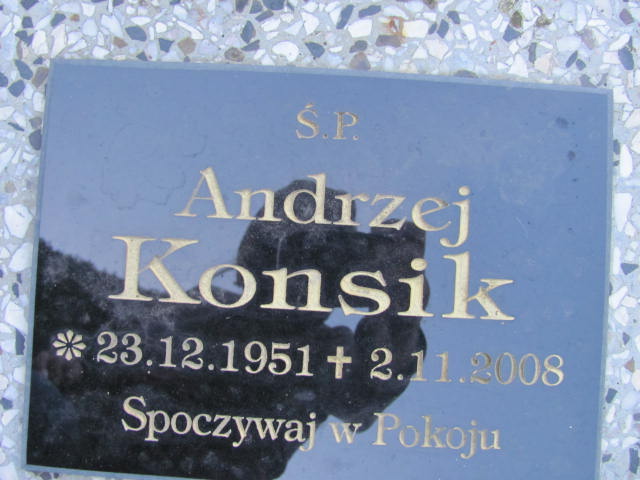 Ś.P.
Andrzej
Konsik
* 23.12.1951 ✝ 2.11.2008
Spoczywaj w Pokoju